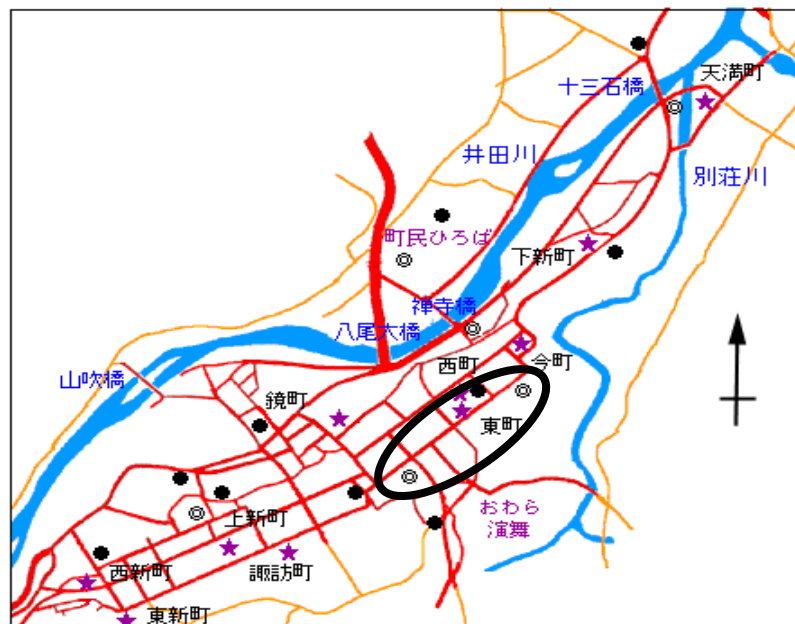 天満町
十三石橋
井田川
別荘川
町民ひろば
下新町
禅寺橋
八尾大橋
西町
今町
山吹橋
鏡町
東町
おわら
演舞
上新町
西新町
諏訪町
東新町